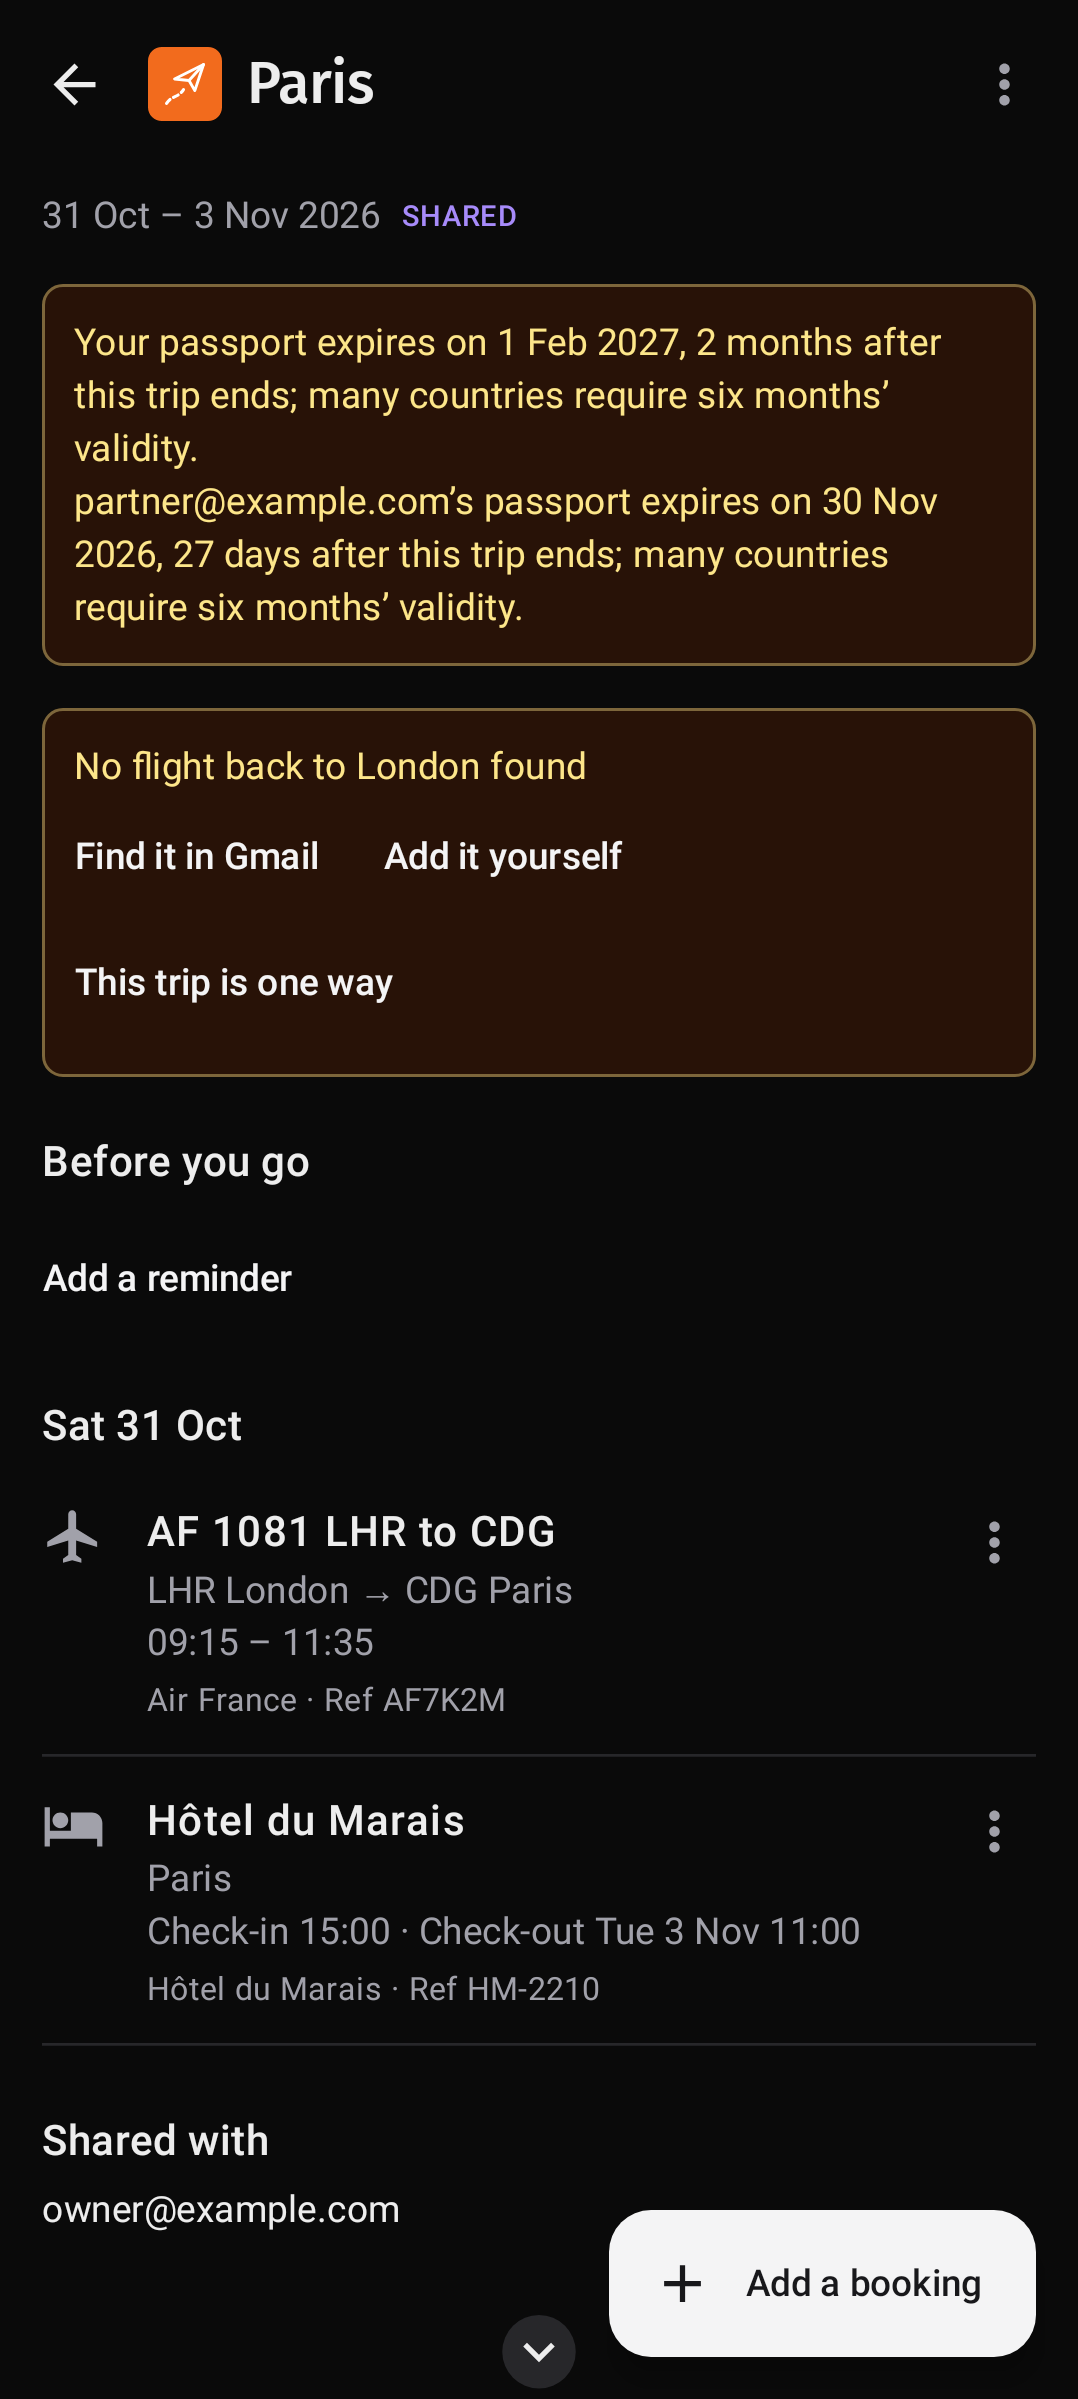 Paris
31 Oct – 3 Nov 2026 SHARED
Your passport expires on 1 Feb 2027, 2 months after
this trip ends; many countries require six months’
validity.
partner@example.com’s passport expires on 30 Nov
2026, 27 days after this trip ends; many countries
require six months’ validity.
No flight back to London found
Find it in Gmail Add it yourself
This trip is one way
Before you go
Add a reminder
Sat 31 Oct
AF 1081 LHR to CDG
LHR London → CDG Paris
09:15 – 11:35
Air France · Ref AF7K2M
Hôtel du Marais
Paris
Check-in 15:00 · Check-out Tue 3 Nov 11:00
Hôtel du Marais · Ref HM-2210
Shared with
owner@example.com
Add a booking